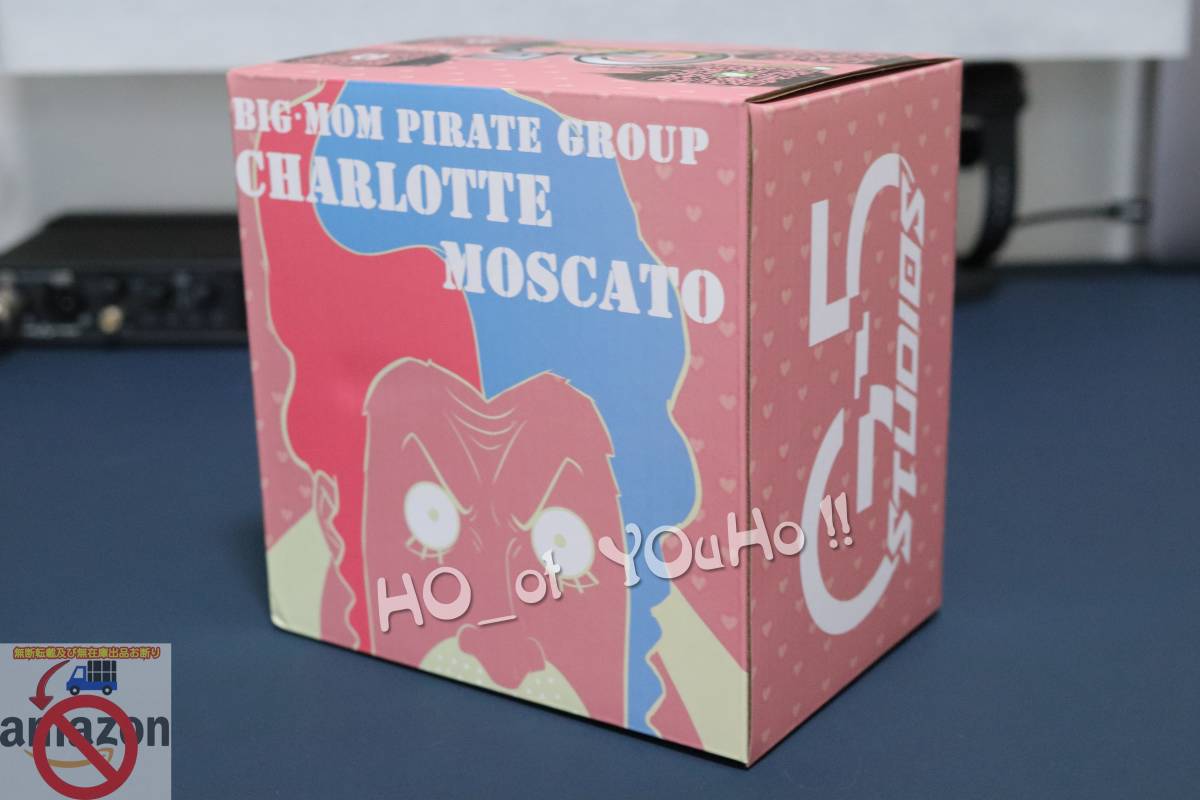 BIG·MOM PIRATE GROUP
CHARLOTTE
MOSCATO
STUDIOS
HO_of YOuHo !!
無断転載及び無在庫出品お断り
amazon